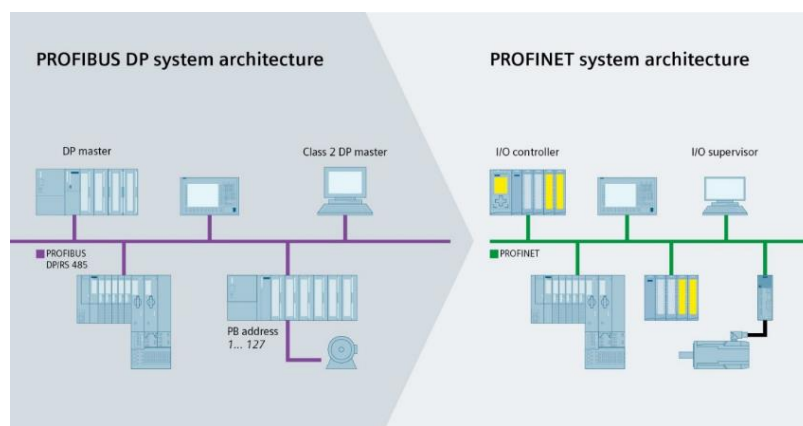 PROFIBUS DP system architecture
PROFINET system architecture
DP master
Class 2 DP master
I/O controller
I/O supervisor
PROFIBUS
DP/RS 485
PROFINET
PB address
1... 127